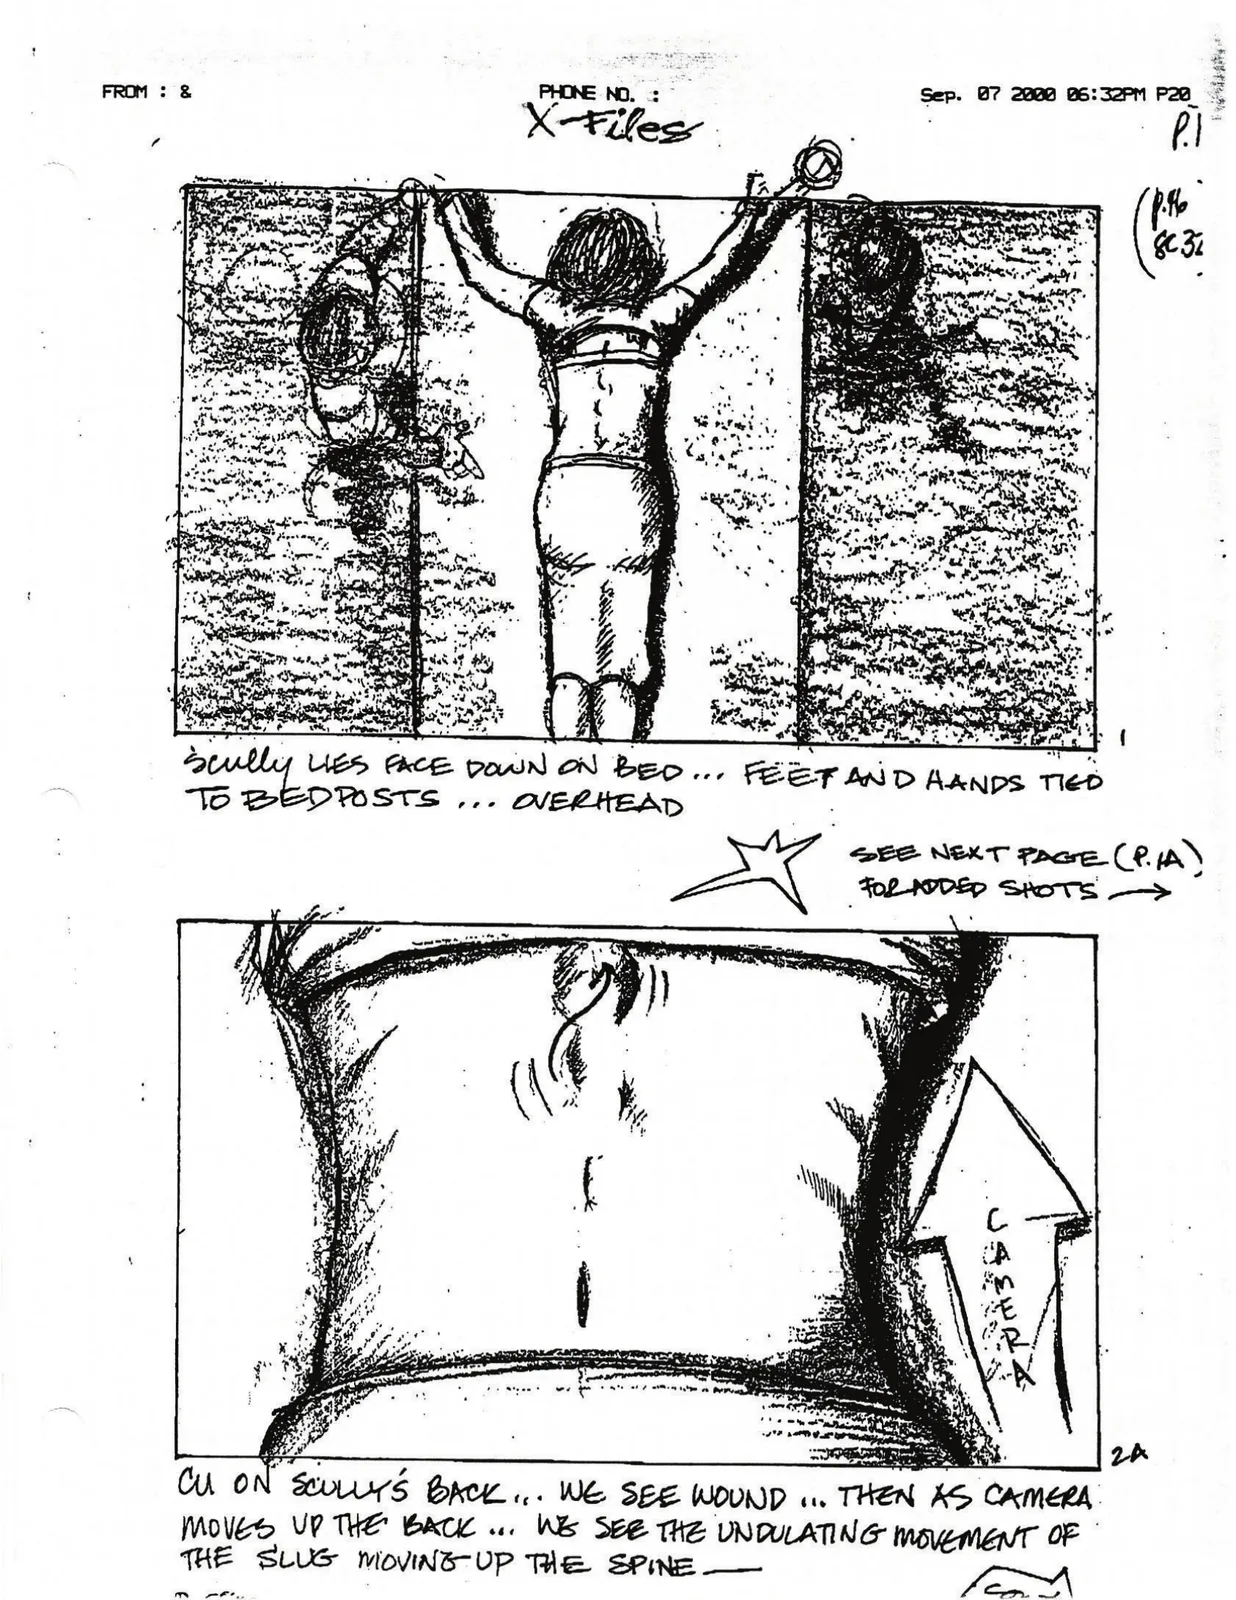 FROM : & PHONE NO. : Sep. 07 2000 06:32PM P20
X-Files
P.1
SCULLY LIES FACE DOWN ON BED... FEET AND HANDS TIED
TO BEDPOSTS ... OVERHEAD
1
SEE NEXT PAGE (P.1A)
FOR ADDED SHOTS
CAMERA
2A
CU ON SCULLY'S BACK... WE SEE WOUND ... THEN AS CAMERA
MOVES UP THE BACK... WE SEE THE UNDULATING MOVEMENT OF
THE SLUG MOVING UP THE SPINE